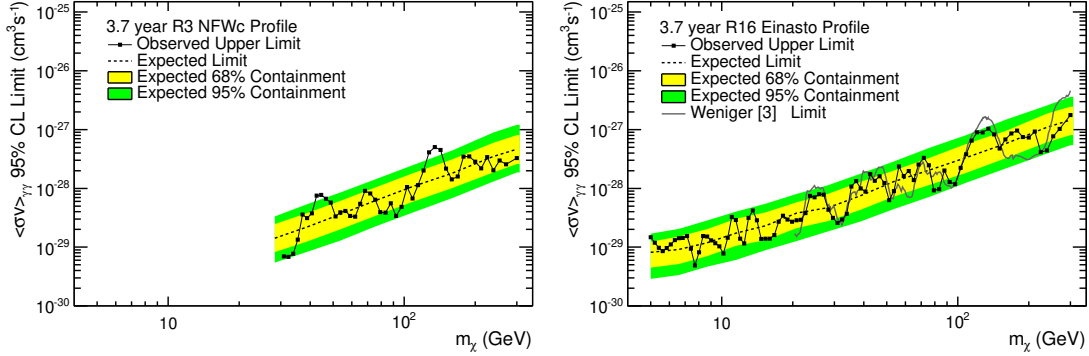 3.7 year R3 NFWc Profile
Observed Upper Limit
Expected Limit
Expected 68% Containment
Expected 95% Containment
<σv>γγ 95% CL Limit (cm³s⁻¹)
10⁻²⁵
10⁻²⁶
10⁻²⁷
10⁻²⁸
10⁻²⁹
10⁻³⁰
10
10²
mχ (GeV)
3.7 year R16 Einasto Profile
Observed Upper Limit
Expected Limit
Expected 68% Containment
Expected 95% Containment
Weniger [3] Limit
<σv>γγ 95% CL Limit (cm³s⁻¹)
10⁻²⁵
10⁻²⁶
10⁻²⁷
10⁻²⁸
10⁻²⁹
10⁻³⁰
10
10²
mχ (GeV)